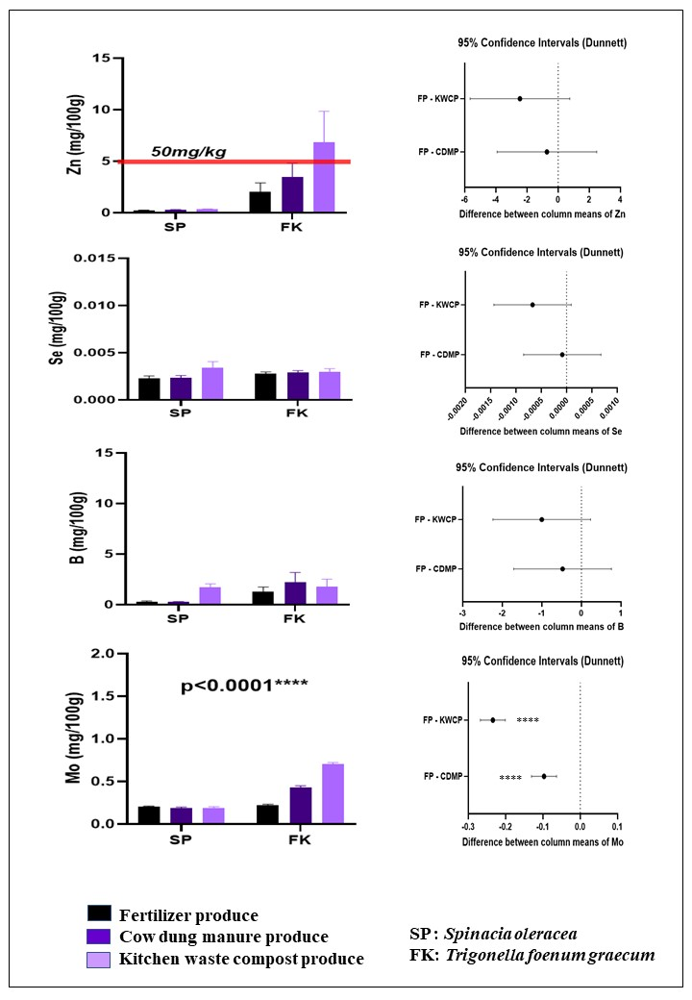 15
10
5
0
Zn (mg/100g)
50mg/kg
SP
FK
95% Confidence Intervals (Dunnett)
FP - KWCP
FP - CDMP
-6
-4
-2
0
2
4
Difference between column means of Zn
0.015
0.010
0.005
0.000
Se (mg/100g)
SP
FK
95% Confidence Intervals (Dunnett)
FP - KWCP
FP - CDMP
-0.0020
-0.0015
-0.0010
-0.0005
0.0000
0.0005
0.0010
Difference between column means of Se
15
10
5
0
B (mg/100g)
SP
FK
95% Confidence Intervals (Dunnett)
FP - KWCP
FP - CDMP
-3
-2
-1
0
1
Difference between column means of B
2.0
1.5
1.0
0.5
0.0
Mo (mg/100g)
p<0.0001****
SP
FK
95% Confidence Intervals (Dunnett)
FP - KWCP
****
FP - CDMP
****
-0.3
-0.2
-0.1
0.0
0.1
Difference between column means of Mo
Fertilizer produce
Cow dung manure produce
Kitchen waste compost produce
SP: Spinacia oleracea
FK: Trigonella foenum graecum